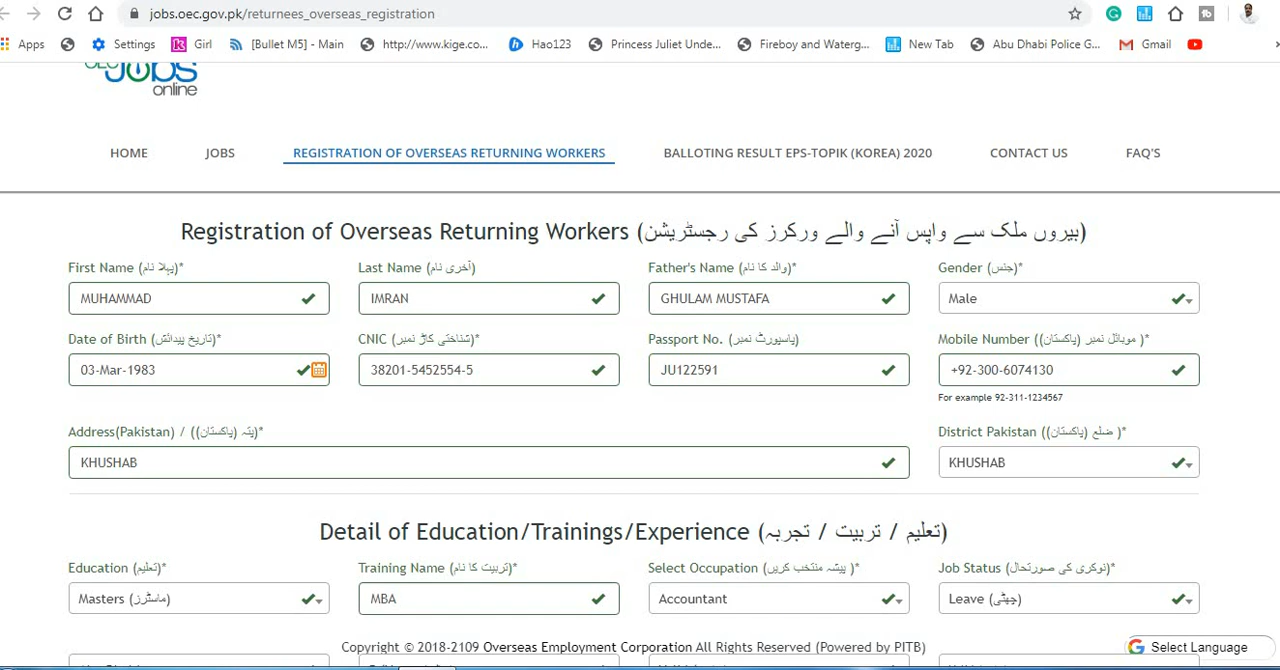 jobs.oec.gov.pk/returnees_overseas_registration
Apps Settings Girl [Bullet M5] - Main http://www.kige.co... Hao123 Princess Juliet Unde... Fireboy and Waterg... New Tab Abu Dhabi Police G... Gmail
Jobs
online
HOME JOBS REGISTRATION OF OVERSEAS RETURNING WORKERS BALLOTING RESULT EPS-TOPIK (KOREA) 2020 CONTACT US FAQ'S
Registration of Overseas Returning Workers (بیروں ملک سے واپس آنے والے ورکرز کی رجسٹریشن)
First Name (پہلا نام)* Last Name (آخری نام) Father's Name (والد کا نام)* Gender (جنس)*
MUHAMMAD IMRAN GHULAM MUSTAFA Male
Date of Birth (تاریخ پیدائش)* CNIC (شناختی کارڈ نمبر)* Passport No. (پاسپورٹ نمبر) Mobile Number ((موبائل نمبر (پاکستان )*
03-Mar-1983 38201-5452554-5 JU122591 +92-300-6074130
For example 92-311-1234567
Address(Pakistan) / ((پتہ (پاکستان)* District Pakistan ((ضلع (پاکستان )*
KHUSHAB KHUSHAB
Detail of Education/Trainings/Experience (تعلیم / تربیت / تجربہ)
Education (تعلیم)* Training Name (تربیت کا نام)* Select Occupation (پیشہ منتخب کریں )* Job Status (نوکری کی صورتحال)*
Masters (ماسٹرز) MBA Accountant Leave (چھٹی)
Copyright © 2018-2109 Overseas Employment Corporation All Rights Reserved (Powered by PITB) Select Language